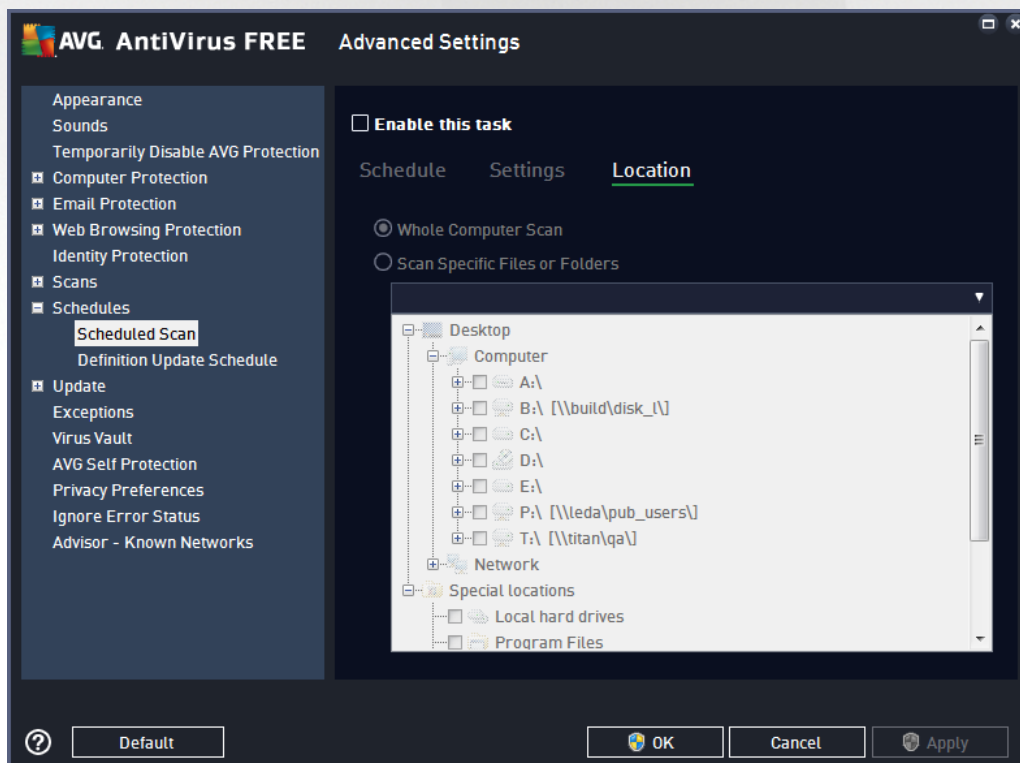 AVG. AntiVirus FREE Advanced Settings
Appearance
Sounds
Temporarily Disable AVG Protection
Computer Protection
Email Protection
Web Browsing Protection
Identity Protection
Scans
Schedules
Scheduled Scan
Definition Update Schedule
Update
Exceptions
Virus Vault
AVG Self Protection
Privacy Preferences
Ignore Error Status
Advisor - Known Networks
Enable this task
Schedule Settings Location
Whole Computer Scan
Scan Specific Files or Folders
Desktop
Computer
A:\
B:\ [\\build\disk_l\]
C:\
D:\
E:\
P:\ [\\leda\pub_users\]
T:\ [\\titan\qa\]
Network
Special locations
Local hard drives
Program Files
? Default OK Cancel Apply